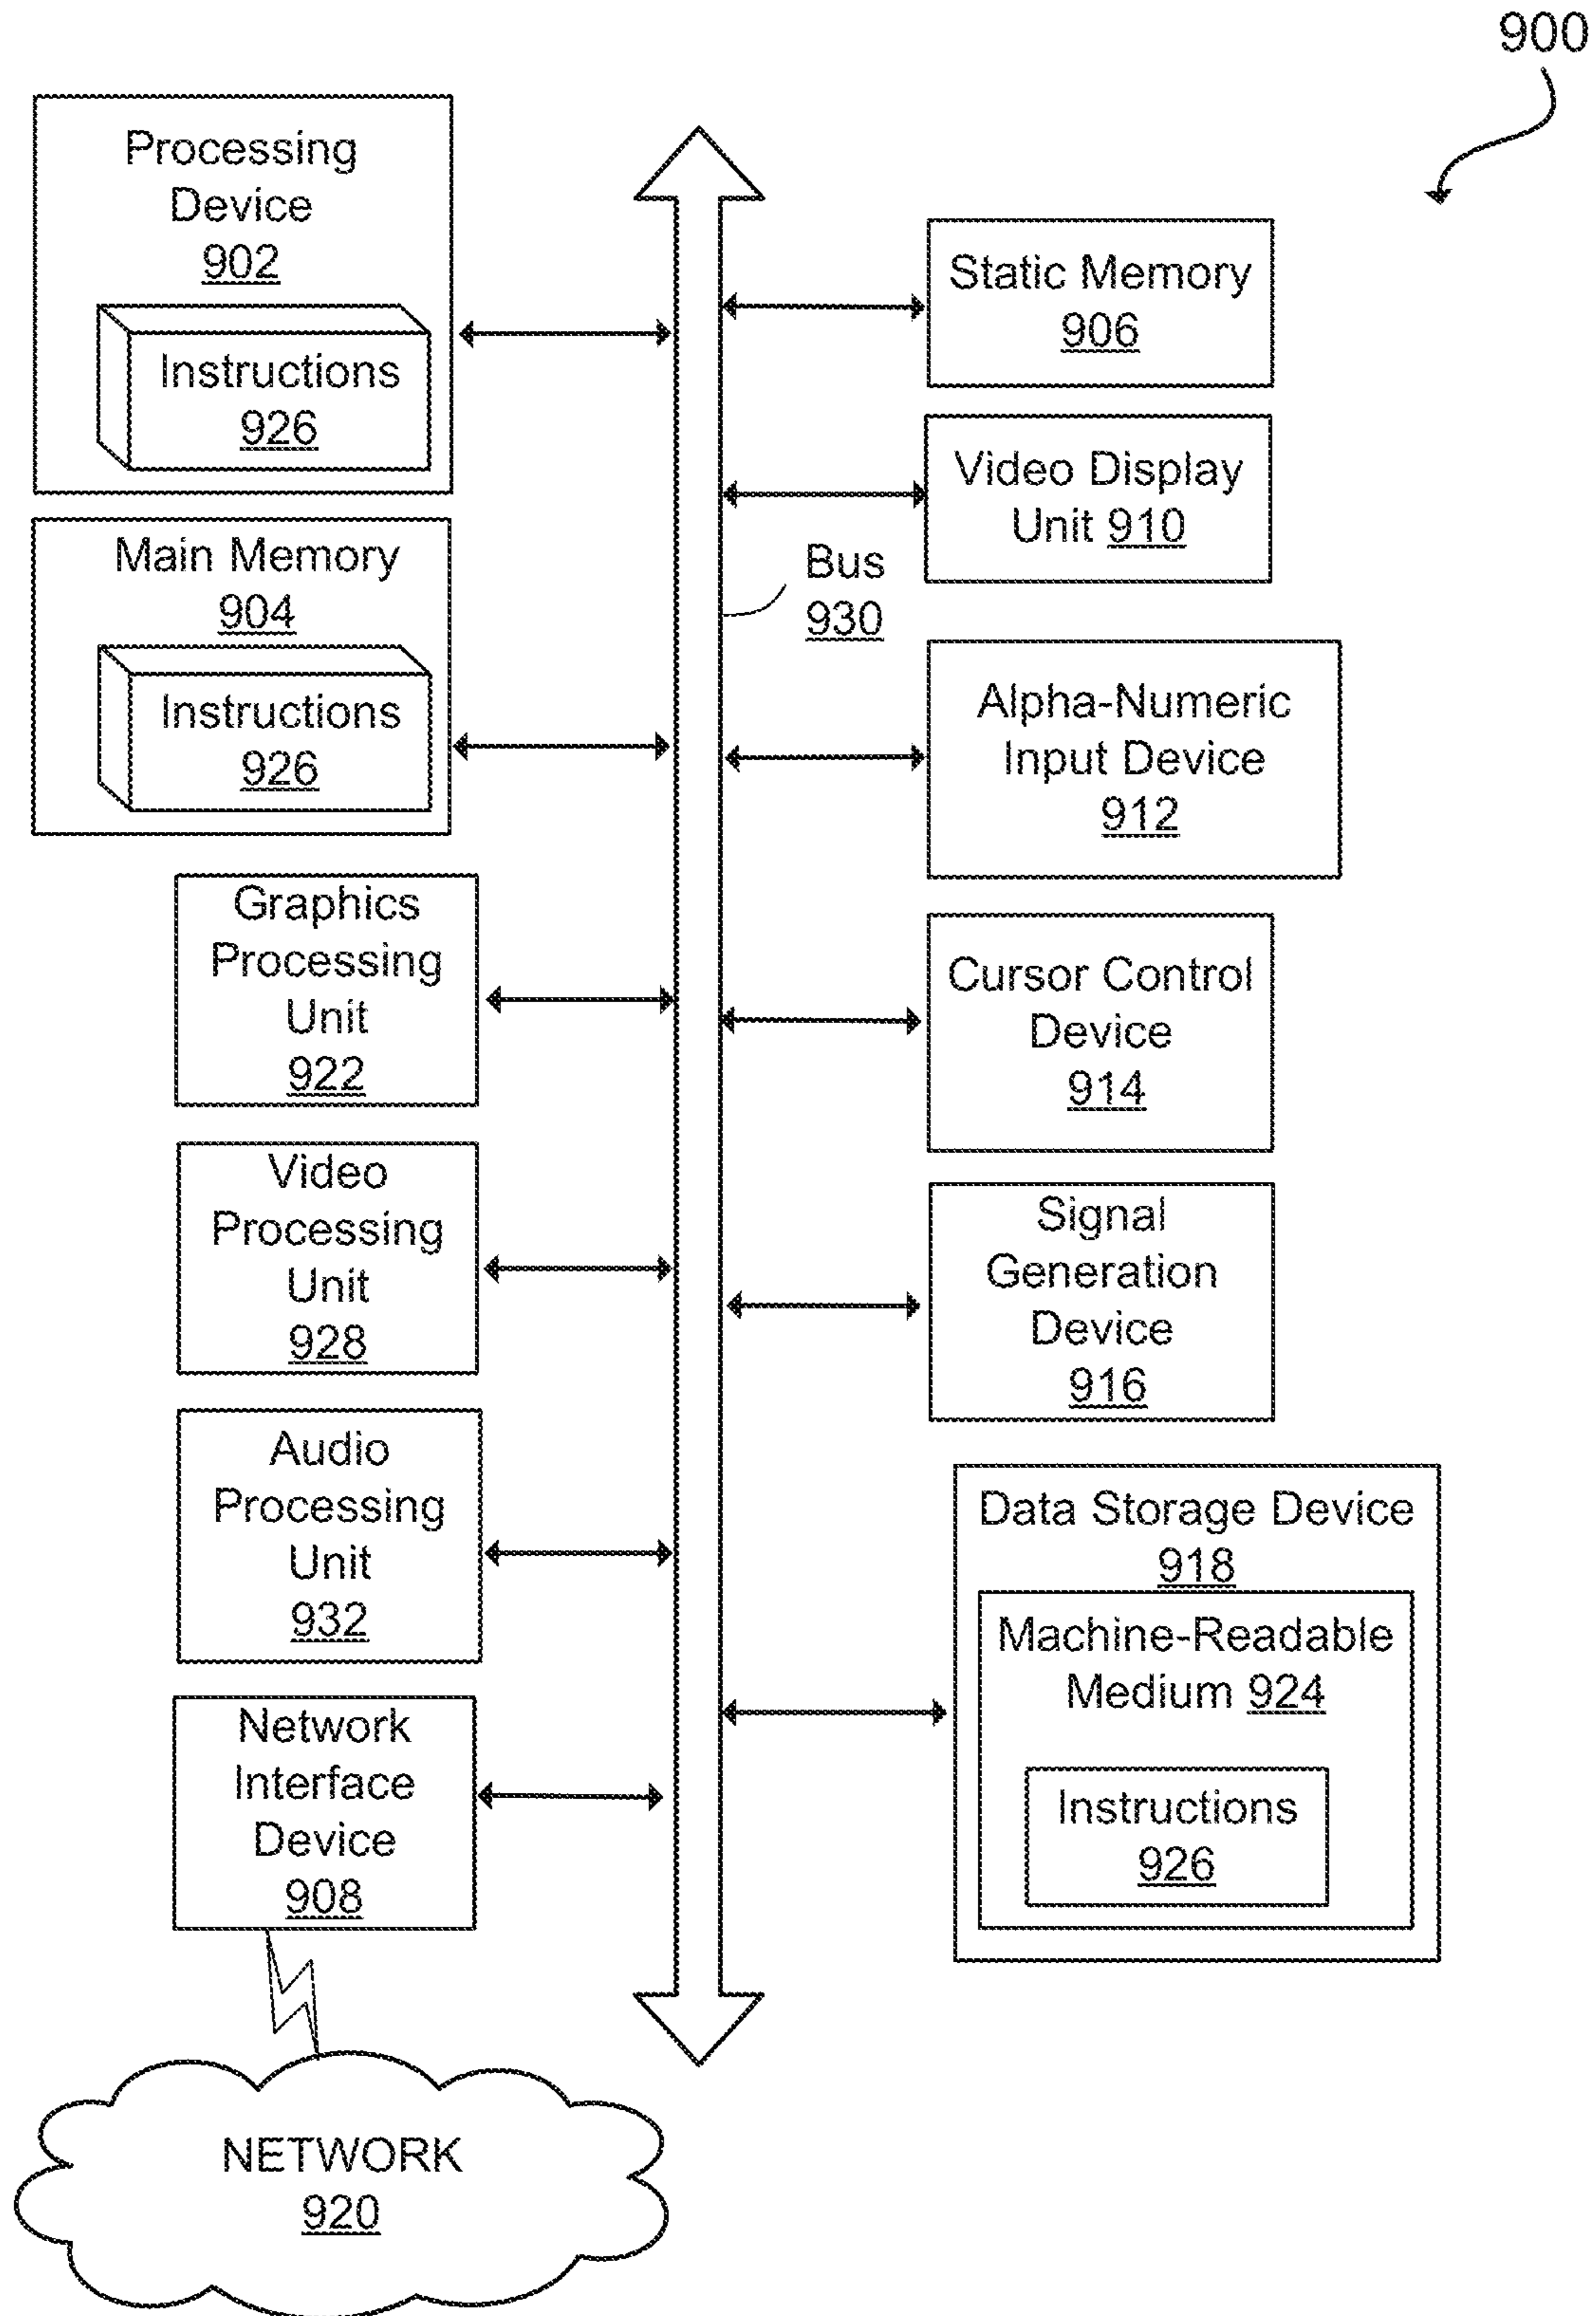 900
Processing
Device
902
Instructions
926
Main Memory
904
Instructions
926
Graphics
Processing
Unit
922
Video
Processing
Unit
928
Audio
Processing
Unit
932
Network
Interface
Device
908
NETWORK
920
Bus
930
Static Memory
906
Video Display
Unit 910
Alpha-Numeric
Input Device
912
Cursor Control
Device
914
Signal
Generation
Device
916
Data Storage Device
918
Machine-Readable
Medium 924
Instructions
926